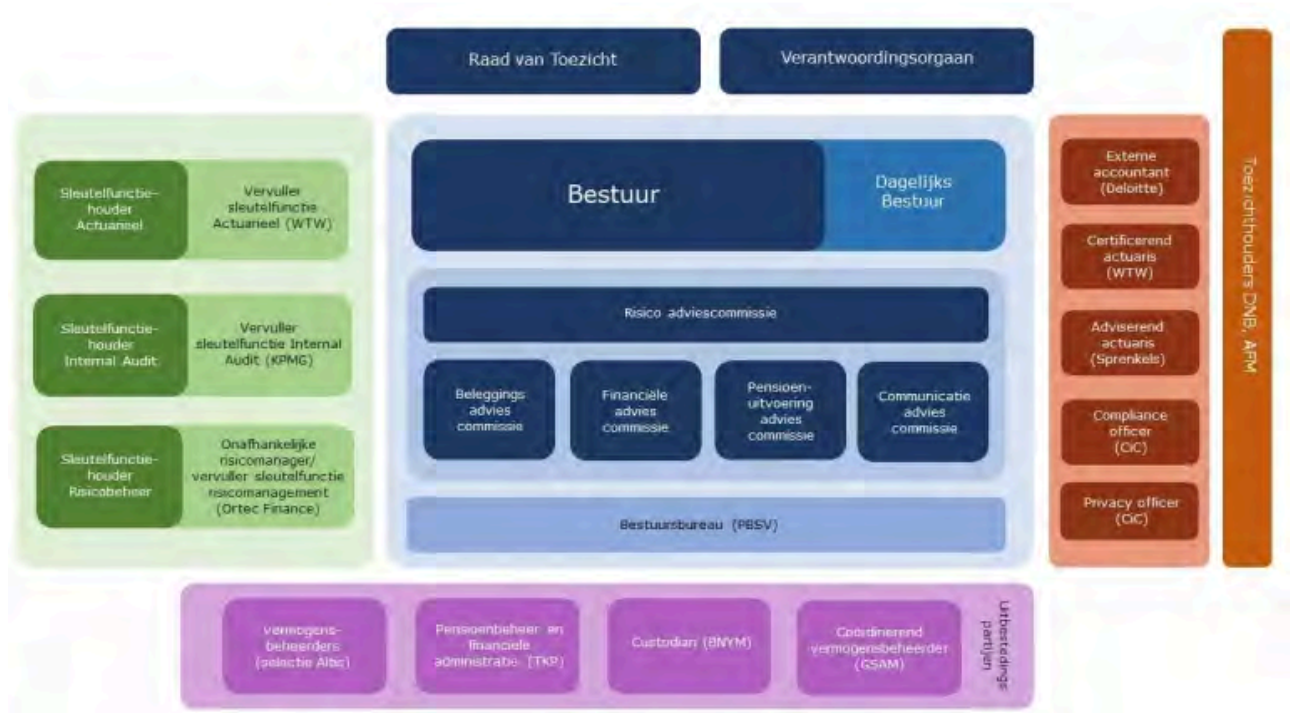 Raad van Toezicht
Verantwoordingsorgaan
Sleutelfunctie-
houder
Actuarieel
Vervuller
sleutelfunctie
Actuarieel (WTW)
Sleutelfunctie-
houder
Internal Audit
Vervuller
sleutelfunctie Internal
Audit (KPMG)
Sleutelfunctie-
houder
Risicobeheer
Onafhankelijke
risicomanager/
vervuller sleutelfunctie
risicomanagement
(Ortec Finance)
Bestuur
Dagelijks
Bestuur
Risico adviescommissie
Beleggings
advies
commissie
Financiële
advies
commissie
Pensioen-
uitvoering
advies
commissie
Communicatie
advies
commissie
Bestuursbureau (PBSV)
Externe
accountant
(Deloitte)
Certificerend
actuaris
(WTW)
Adviserend
actuaris
(Sprenkels)
Compliance
officer
(CiC)
Privacy officer
(CiC)
Toezichthouders DNB, AFM
Vermogens-
beheerders
(selectie Altis)
Pensioenbeheer en
financiële
administratie (TKP)
Custodian (BNYM)
Coördinerend
vermogensbeheerder
(GSAM)
Uitbestedings
partijen